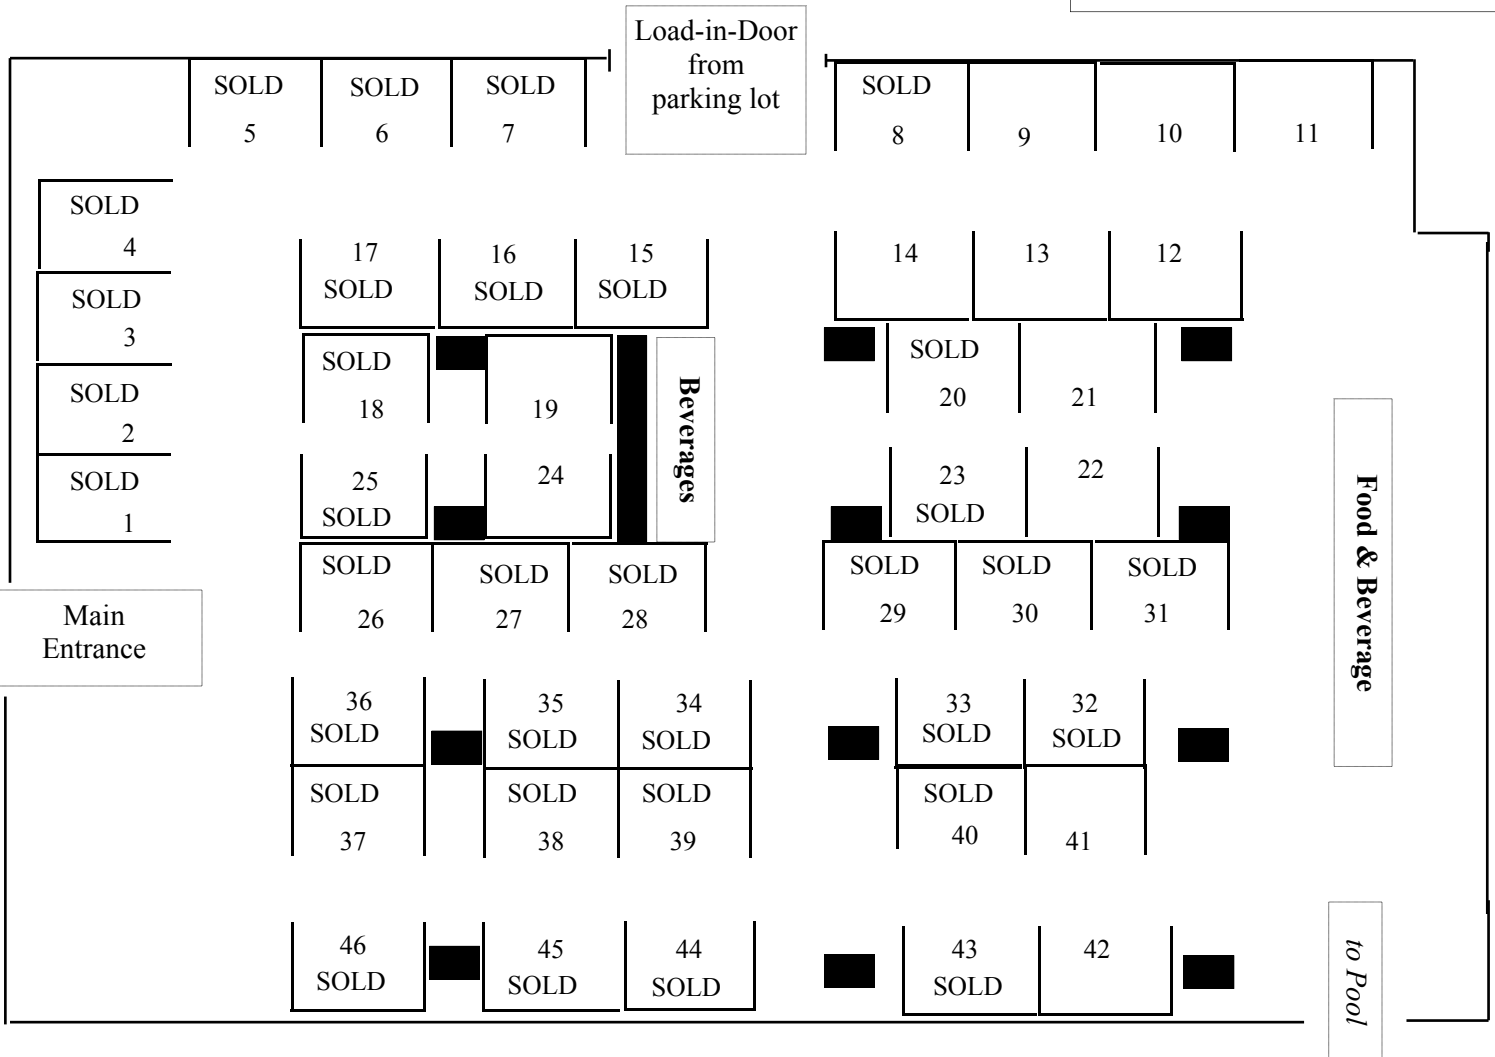 Load-in-Door
from
parking lot
SOLD
5
SOLD
6
SOLD
7
SOLD
8
9
10
11
SOLD
4
SOLD
3
SOLD
2
SOLD
1
17
SOLD
16
SOLD
15
SOLD
14
13
12
SOLD
18
19
Beverages
SOLD
20
21
25
SOLD
24
23
SOLD
22
Food & Beverage
SOLD
26
SOLD
27
SOLD
28
SOLD
29
SOLD
30
SOLD
31
Main
Entrance
36
SOLD
35
SOLD
34
SOLD
33
SOLD
32
SOLD
SOLD
37
SOLD
38
SOLD
39
SOLD
40
41
46
SOLD
45
SOLD
44
SOLD
43
SOLD
42
to Pool